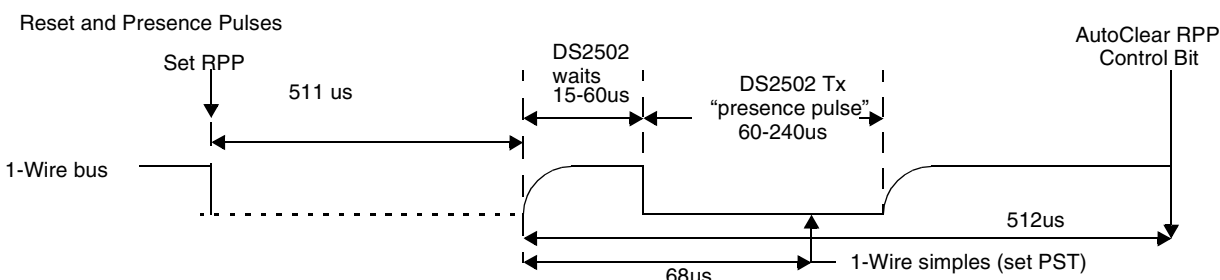 Reset and Presence Pulses
AutoClear RPP
Control Bit
Set RPP
511 us
DS2502
waits
15-60us
DS2502 Tx
“presence pulse”
60-240us
1-Wire bus
512us
68us
1-Wire simples (set PST)